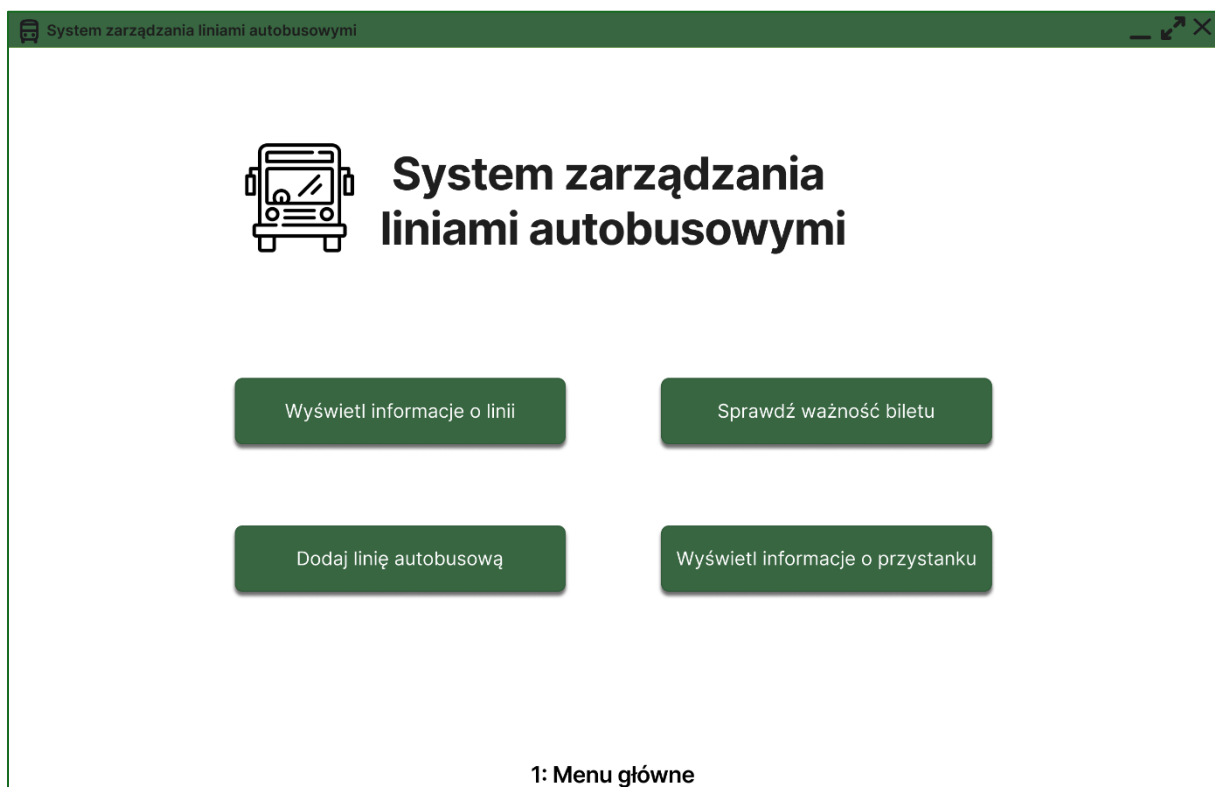 System zarządzania liniami autobusowymi
System zarządzania
liniami autobusowymi
Wyświetl informacje o linii
Sprawdź ważność biletu
Dodaj linię autobusową
Wyświetl informacje o przystanku
1: Menu główne